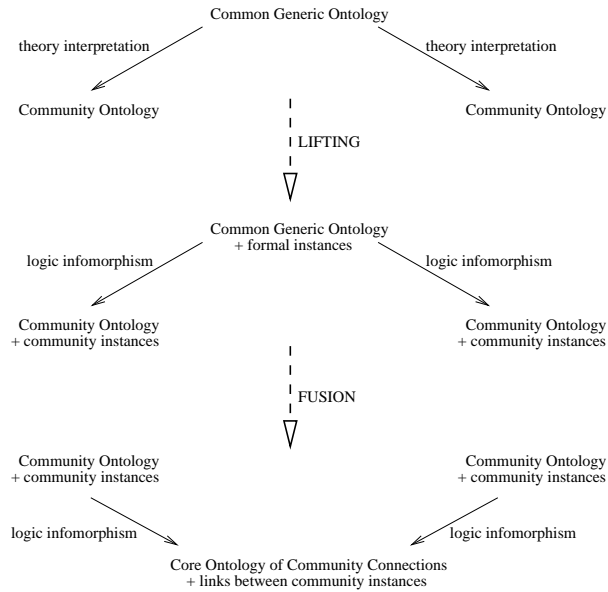 Common Generic Ontology
theory interpretation
theory interpretation
Community Ontology
Community Ontology
LIFTING
Common Generic Ontology
+ formal instances
logic infomorphism
logic infomorphism
Community Ontology
+ community instances
Community Ontology
+ community instances
FUSION
Community Ontology
+ community instances
Community Ontology
+ community instances
logic infomorphism
logic infomorphism
Core Ontology of Community Connections
+ links between community instances